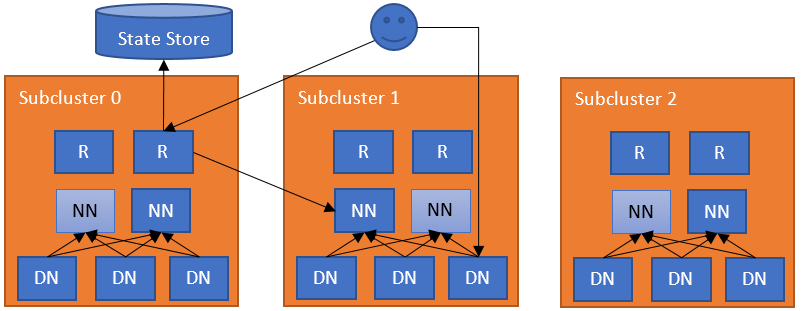 State Store
Subcluster 0
R R
NN NN
DN DN DN
Subcluster 1
R R
NN NN
DN DN DN
Subcluster 2
R R
NN NN
DN DN DN